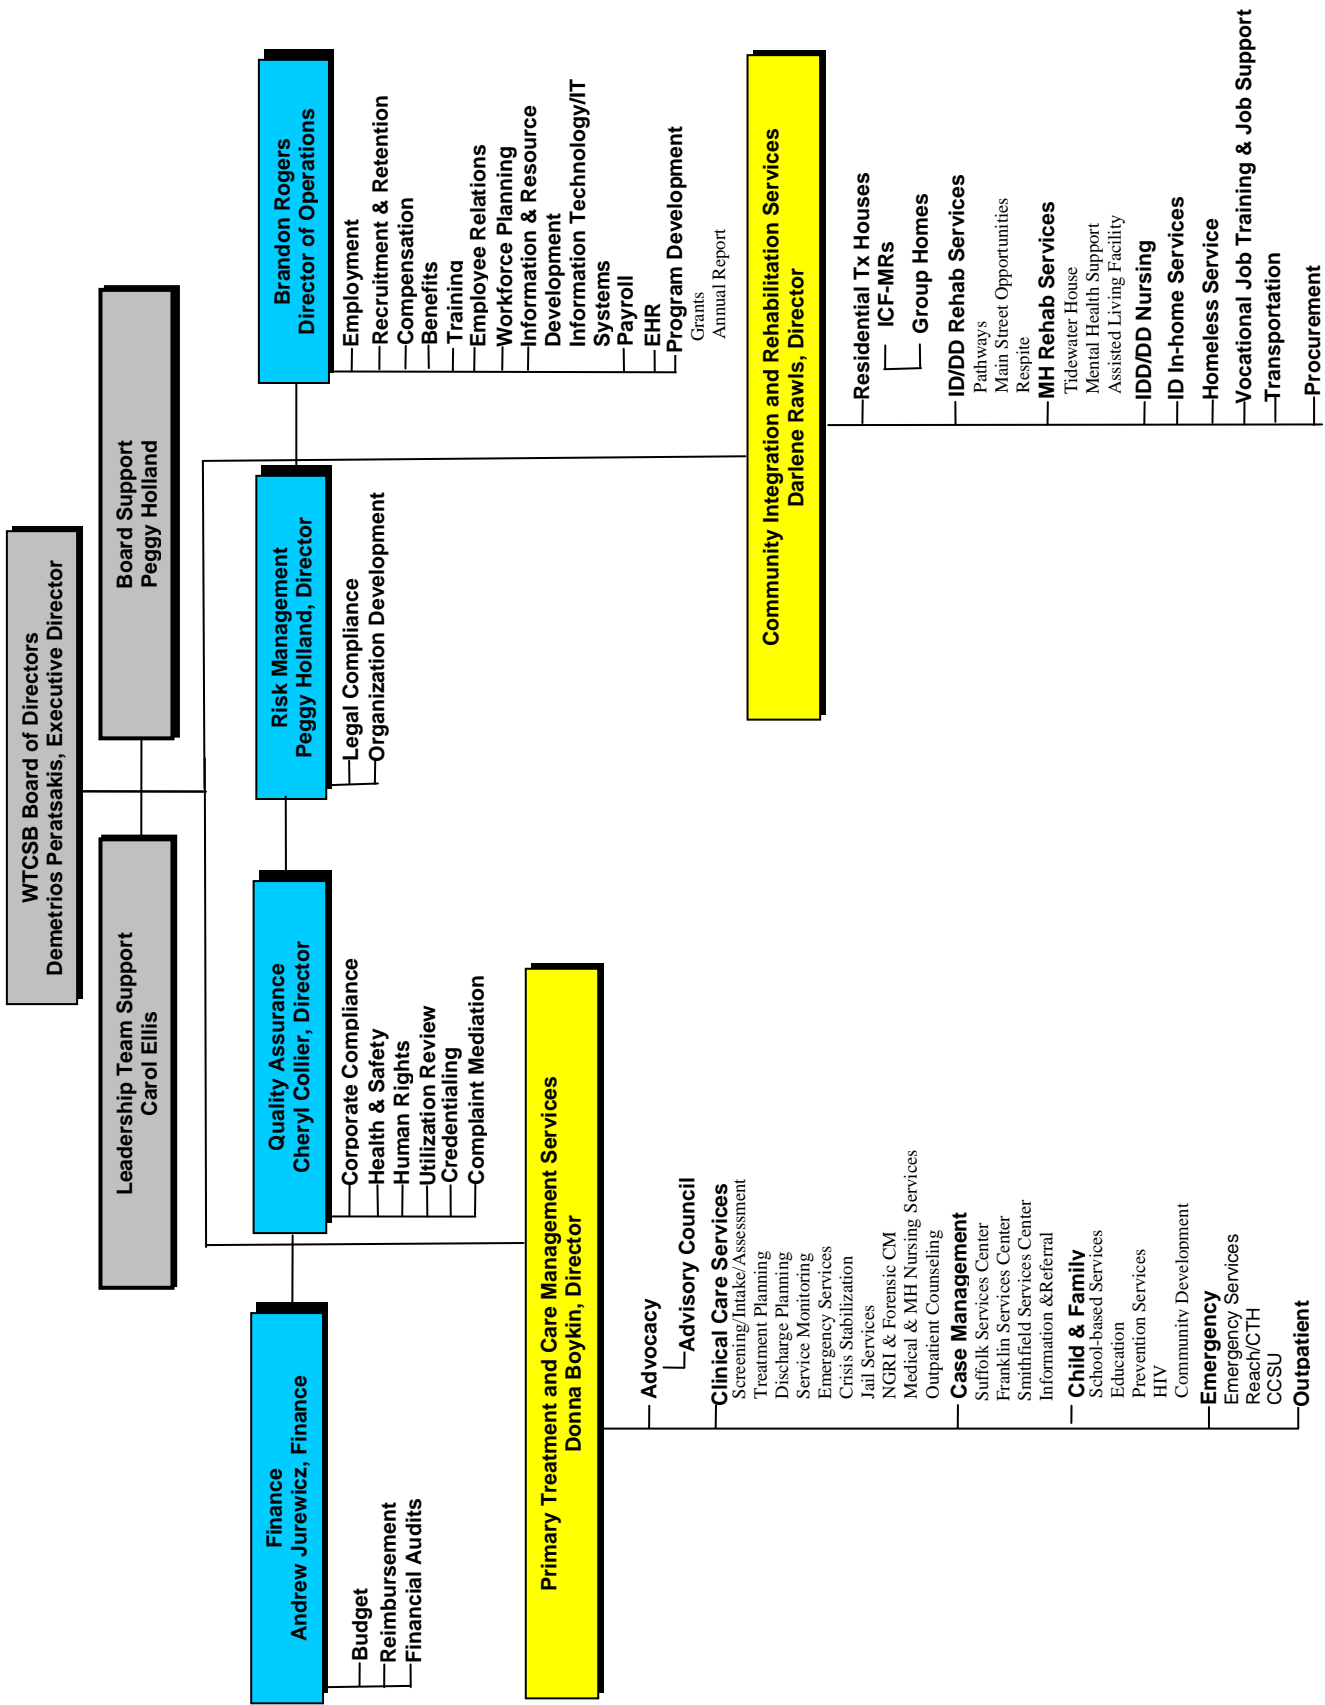 WTCSB Board of Directors
Demetrios Peratsakis, Executive Director
Leadership Team Support
Carol Ellis
Board Support
Peggy Holland
Finance
Andrew Jurewicz, Finance
Budget
Reimbursement
Financial Audits
Quality Assurance
Cheryl Collier, Director
Corporate Compliance
Health & Safety
Human Rights
Utilization Review
Credentialing
Complaint Mediation
Risk Management
Peggy Holland, Director
Legal Compliance
Organization Development
Brandon Rogers
Director of Operations
Employment
Recruitment & Retention
Compensation
Benefits
Training
Employee Relations
Workforce Planning
Information & Resource
Development
Information Technology/IT
Systems
Payroll
EHR
Program Development
Grants
Annual Report
Primary Treatment and Care Management Services
Donna Boykin, Director
Advocacy
Advisory Council
Clinical Care Services
Screening/Intake/Assessment
Treatment Planning
Discharge Planning
Service Monitoring
Emergency Services
Crisis Stabilization
Jail Services
NGRI & Forensic CM
Medical & MH Nursing Services
Outpatient Counseling
Case Management
Suffolk Services Center
Franklin Services Center
Smithfield Services Center
Information &Referral
Child & Family
School-based Services
Education
Prevention Services
HIV
Community Development
Emergency
Emergency Services
Reach/CTH
CCSU
Outpatient
Community Integration and Rehabilitation Services
Darlene Rawls, Director
Residential Tx Houses
ICF-MRs
Group Homes
ID/DD Rehab Services
Pathways
Main Street Opportunities
Respite
MH Rehab Services
Tidewater House
Mental Health Support
Assisted Living Facility
IDD/DD Nursing
ID In-home Services
Homeless Service
Vocational Job Training & Job Support
Transportation
Procurement